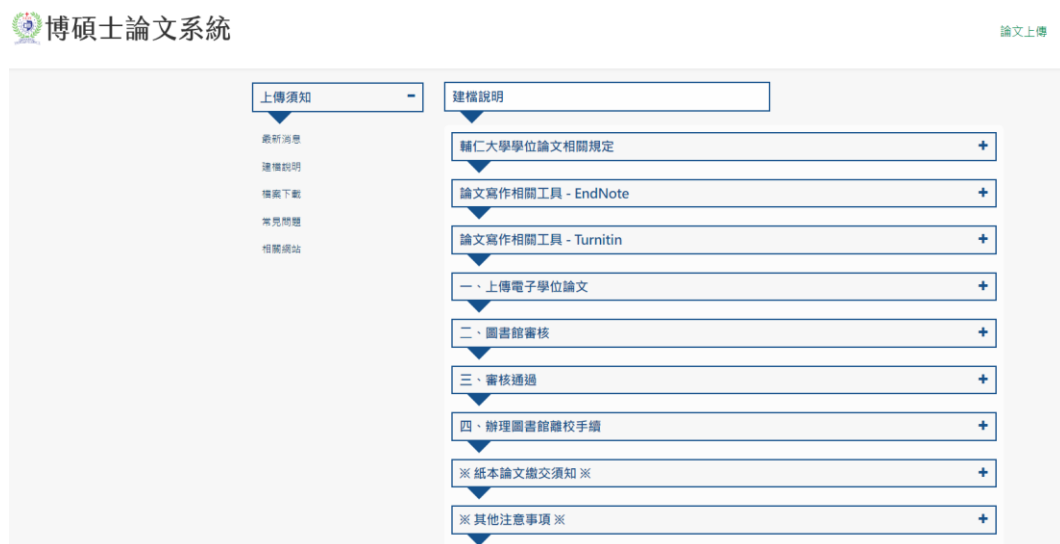 博碩士論文系統
論文上傳
上傳須知
最新消息
建檔說明
檔案下載
常見問題
相關網站
建檔說明
輔仁大學學位論文相關規定
論文寫作相關工具 - EndNote
論文寫作相關工具 - Turnitin
一、上傳電子學位論文
二、圖書館審核
三、審核通過
四、辦理圖書館離校手續
※ 紙本論文繳交須知 ※
※ 其他注意事項 ※